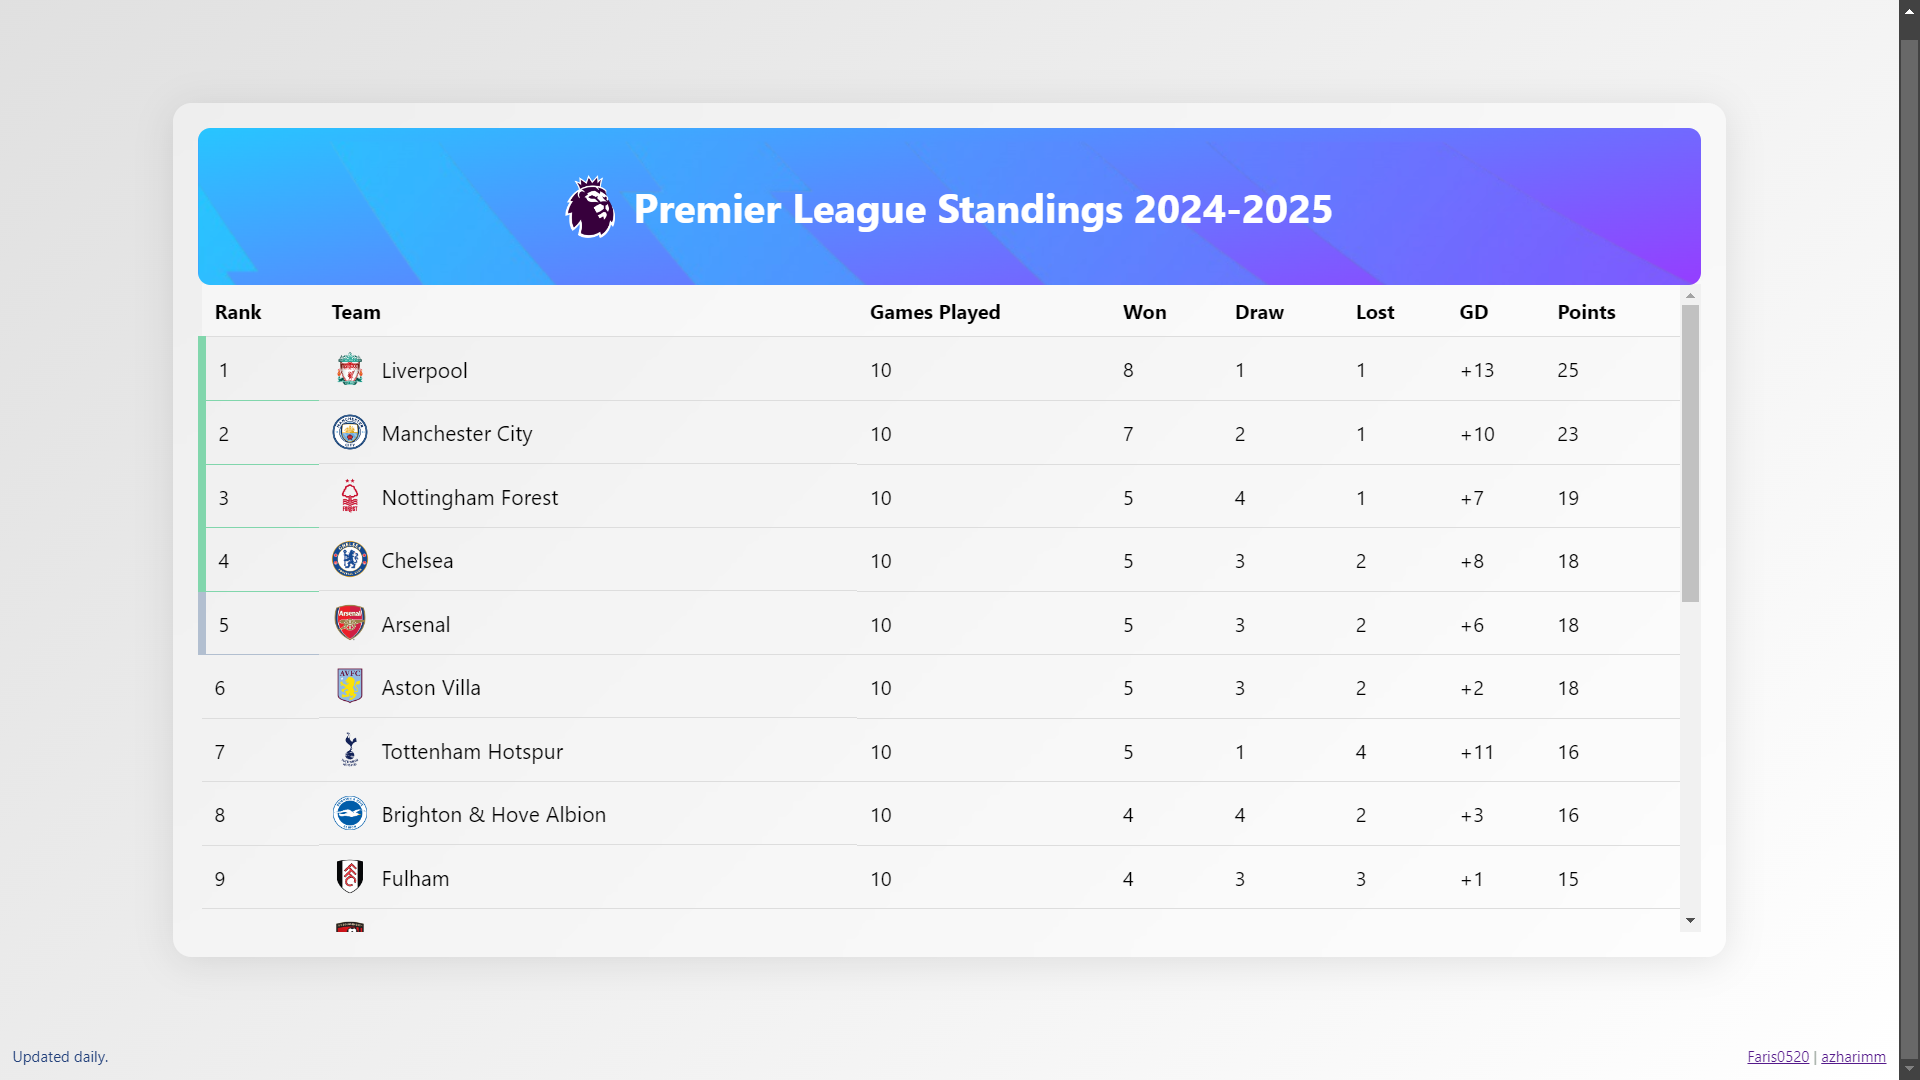 Premier League Standings 2024-2025
Rank Team Games Played Won Draw Lost GD Points
1 Liverpool 10 8 1 1 +13 25
2 Manchester City 10 7 2 1 +10 23
3 Nottingham Forest 10 5 4 1 +7 19
4 Chelsea 10 5 3 2 +8 18
5 Arsenal 10 5 3 2 +6 18
6 Aston Villa 10 5 3 2 +2 18
7 Tottenham Hotspur 10 5 1 4 +11 16
8 Brighton & Hove Albion 10 4 4 2 +3 16
9 Fulham 10 4 3 3 +1 15
Updated daily.
Faris0520 | azharimm